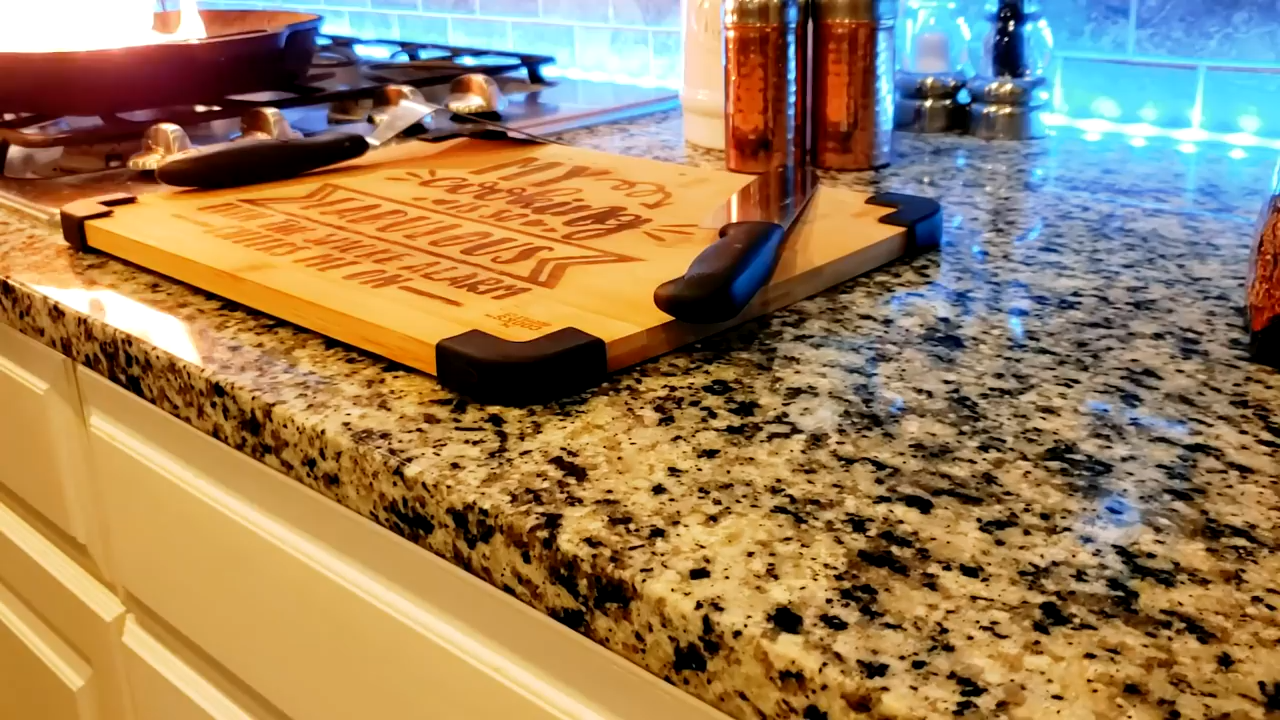 MY
cooking
is so
FABULOUS
EVEN THE SMOKE ALARM
CHEERS ME ON